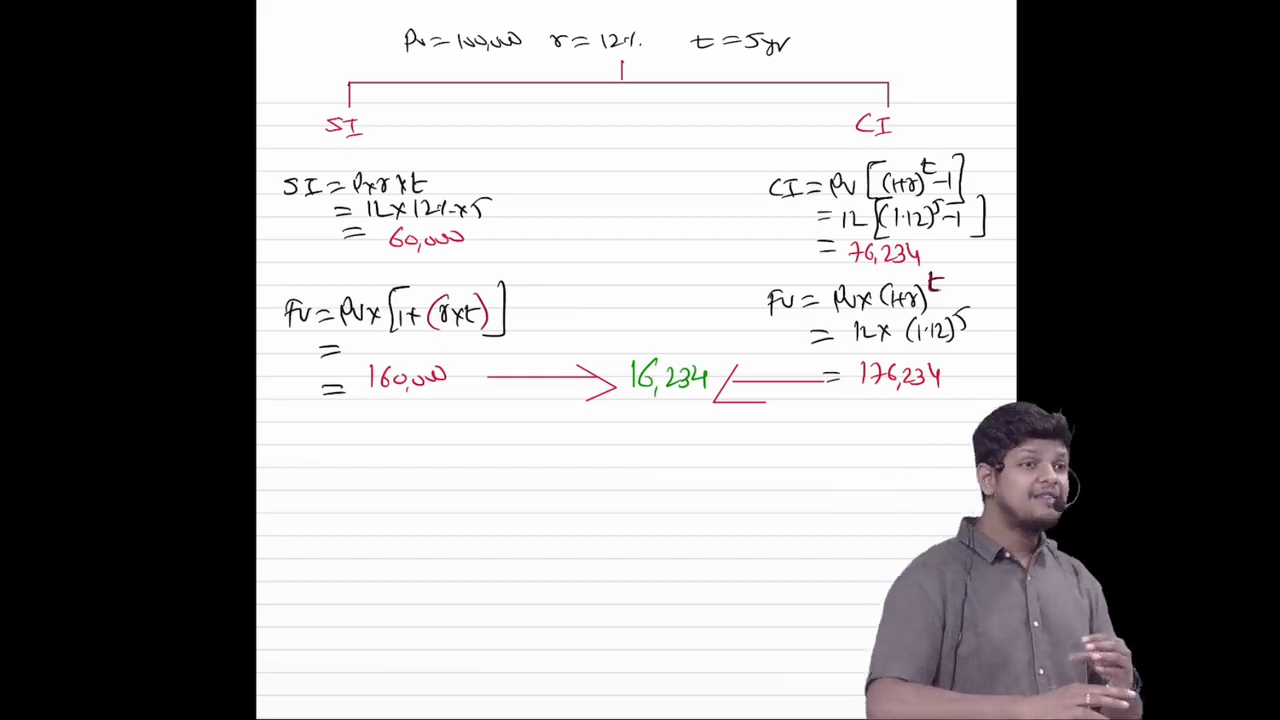 PV = 100,000 r = 12% t = 5yr
SI
CI
SI = P×r×t
= 1L × 12% × 5
= 60,000
FV = PV × [1+(r×t)]
=
= 160,000
16,234
CI = PV [(1+r)^t -1]
= 1L [(1.12)^5 -1]
= 76,234
FV = PV × (1+r)^t
= 1L × (1.12)^5
= 176,234